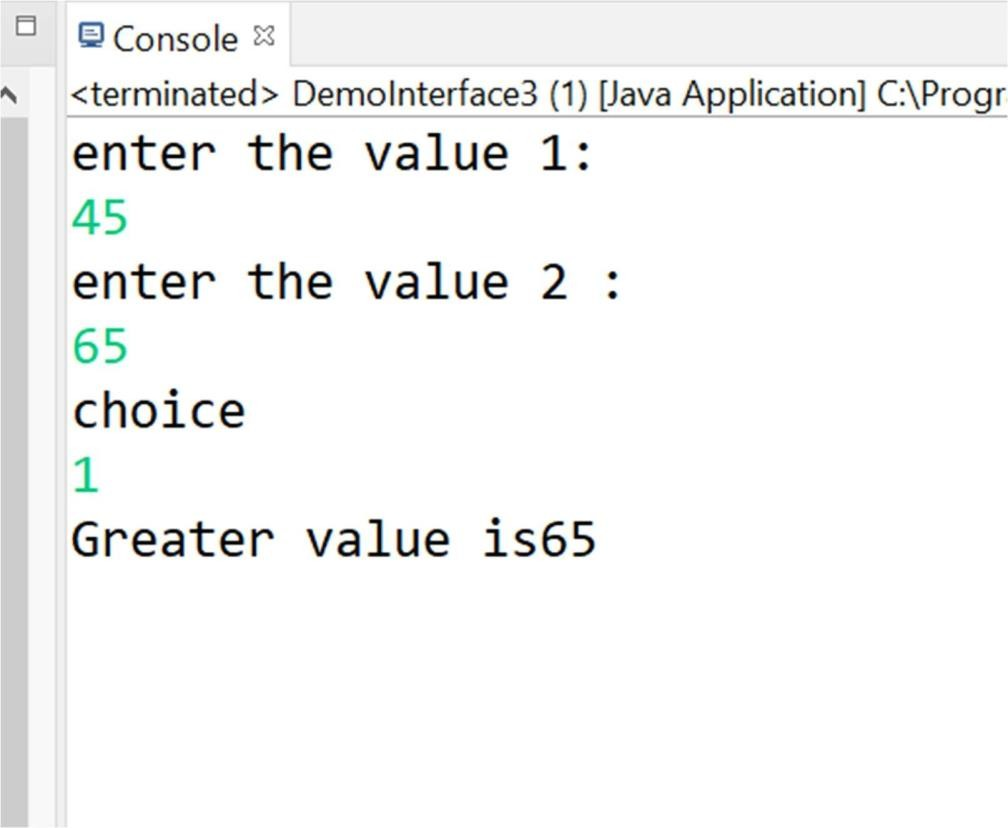 Console
<terminated> DemoInterface3 (1) [Java Application] C:\Progr
enter the value 1:
45
enter the value 2 :
65
choice
1
Greater value is65